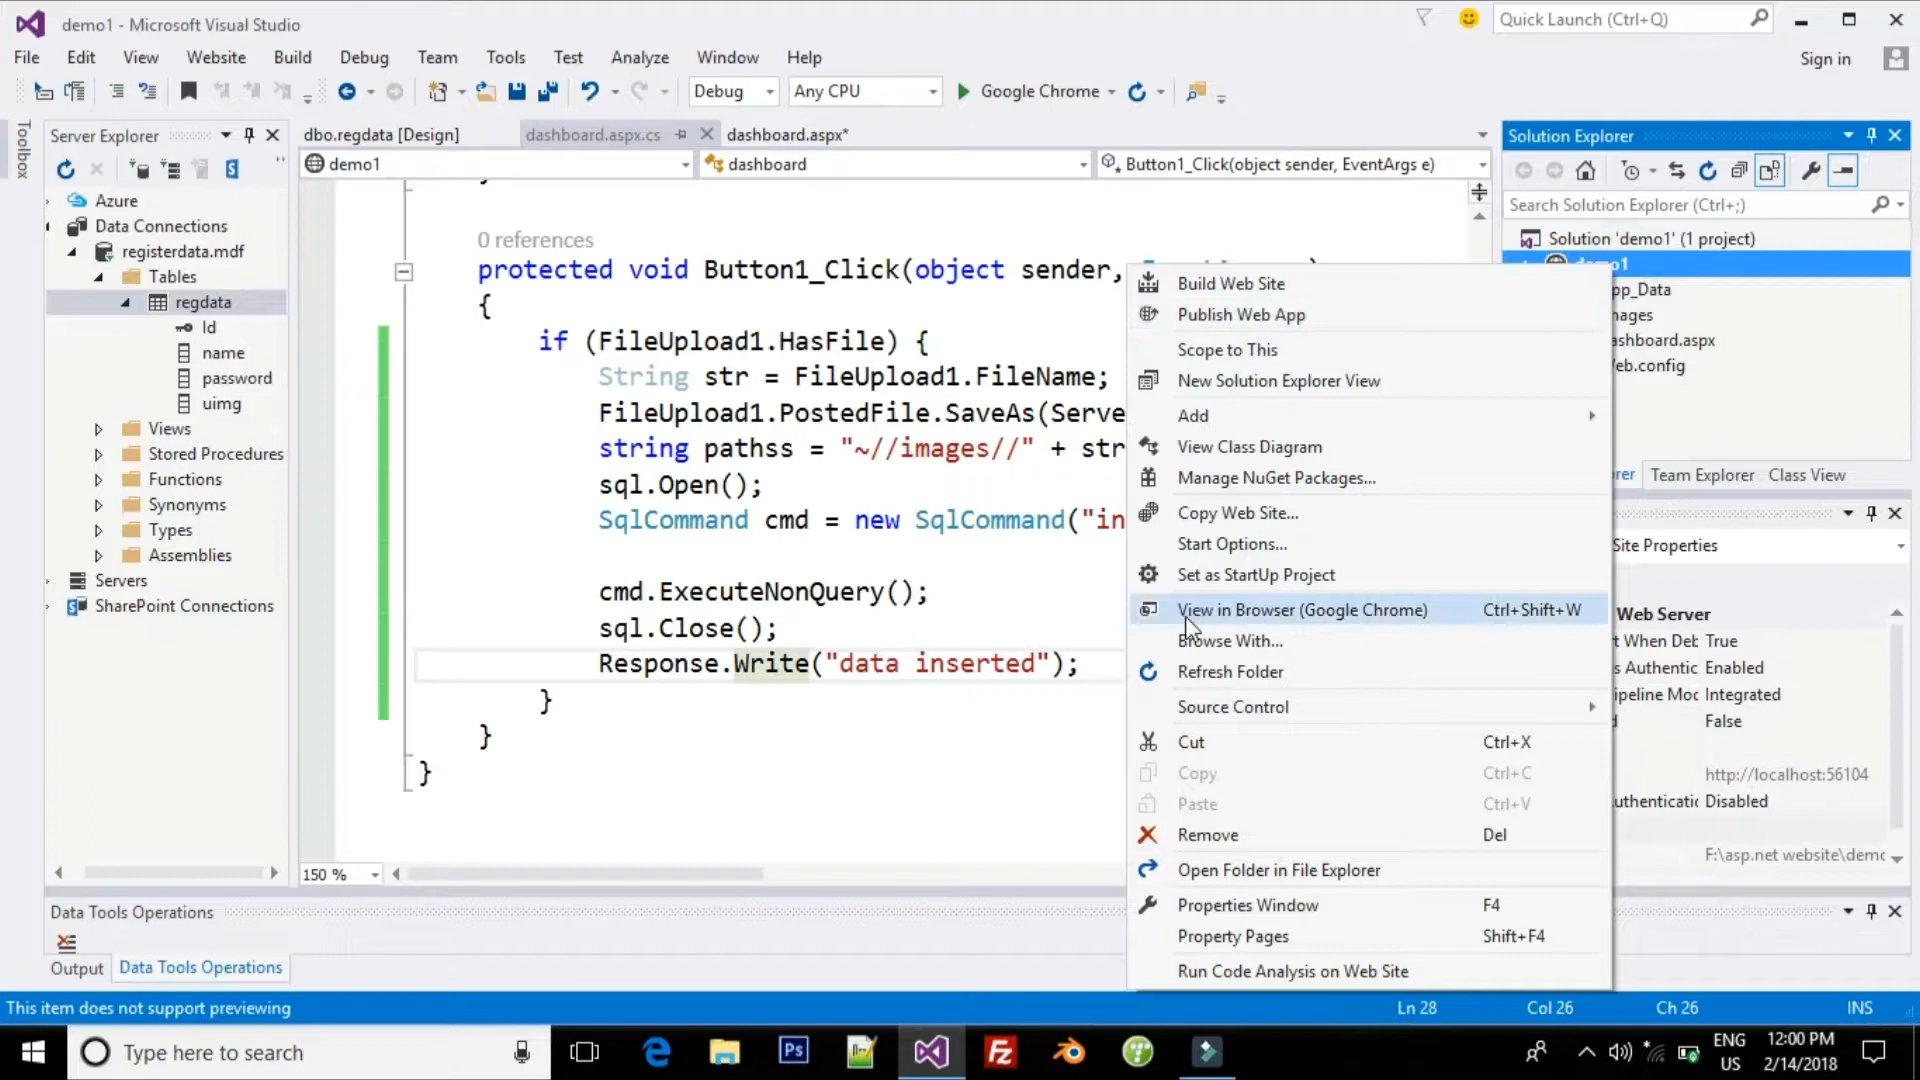 demo1 - Microsoft Visual Studio
Quick Launch (Ctrl+Q)
File Edit View Website Build Debug Team Tools Test Analyze Window Help
Sign in
Debug Any CPU Google Chrome
Toolbox
Server Explorer
Azure
Data Connections
registerdata.mdf
Tables
regdata
Id
name
password
uimg
Views
Stored Procedures
Functions
Synonyms
Types
Assemblies
Servers
SharePoint Connections
dbo.regdata [Design] dashboard.aspx.cs dashboard.aspx*
demo1 dashboard Button1_Click(object sender, EventArgs e)
0 references
protected void Button1_Click(object sender,
{
if (FileUpload1.HasFile) {
String str = FileUpload1.FileName;
FileUpload1.PostedFile.SaveAs(Serve
string pathss = "~//images//" + str
sql.Open();
SqlCommand cmd = new SqlCommand("in
cmd.ExecuteNonQuery();
sql.Close();
Response.Write("data inserted");
}
}
}
150 %
Build Web Site
Publish Web App
Scope to This
New Solution Explorer View
Add
View Class Diagram
Manage NuGet Packages...
Copy Web Site...
Start Options...
Set as StartUp Project
View in Browser (Google Chrome) Ctrl+Shift+W
Browse With...
Refresh Folder
Source Control
Cut Ctrl+X
Copy Ctrl+C
Paste Ctrl+V
Remove Del
Open Folder in File Explorer
Properties Window F4
Property Pages Shift+F4
Run Code Analysis on Web Site
Solution Explorer
Search Solution Explorer (Ctrl+;)
Solution 'demo1' (1 project)
demo1
pp_Data
mages
ashboard.aspx
eb.config
rer Team Explorer Class View
Site Properties
Web Server
t When Deb True
s Authentic Enabled
ipeline Moc Integrated
d False
http://localhost:56104
uthenticatic Disabled
F:\asp.net website\demc
Data Tools Operations
Output Data Tools Operations
This item does not support previewing
Ln 28 Col 26 Ch 26 INS
Type here to search
Ps
Fz
ENG
US
12:00 PM
2/14/2018